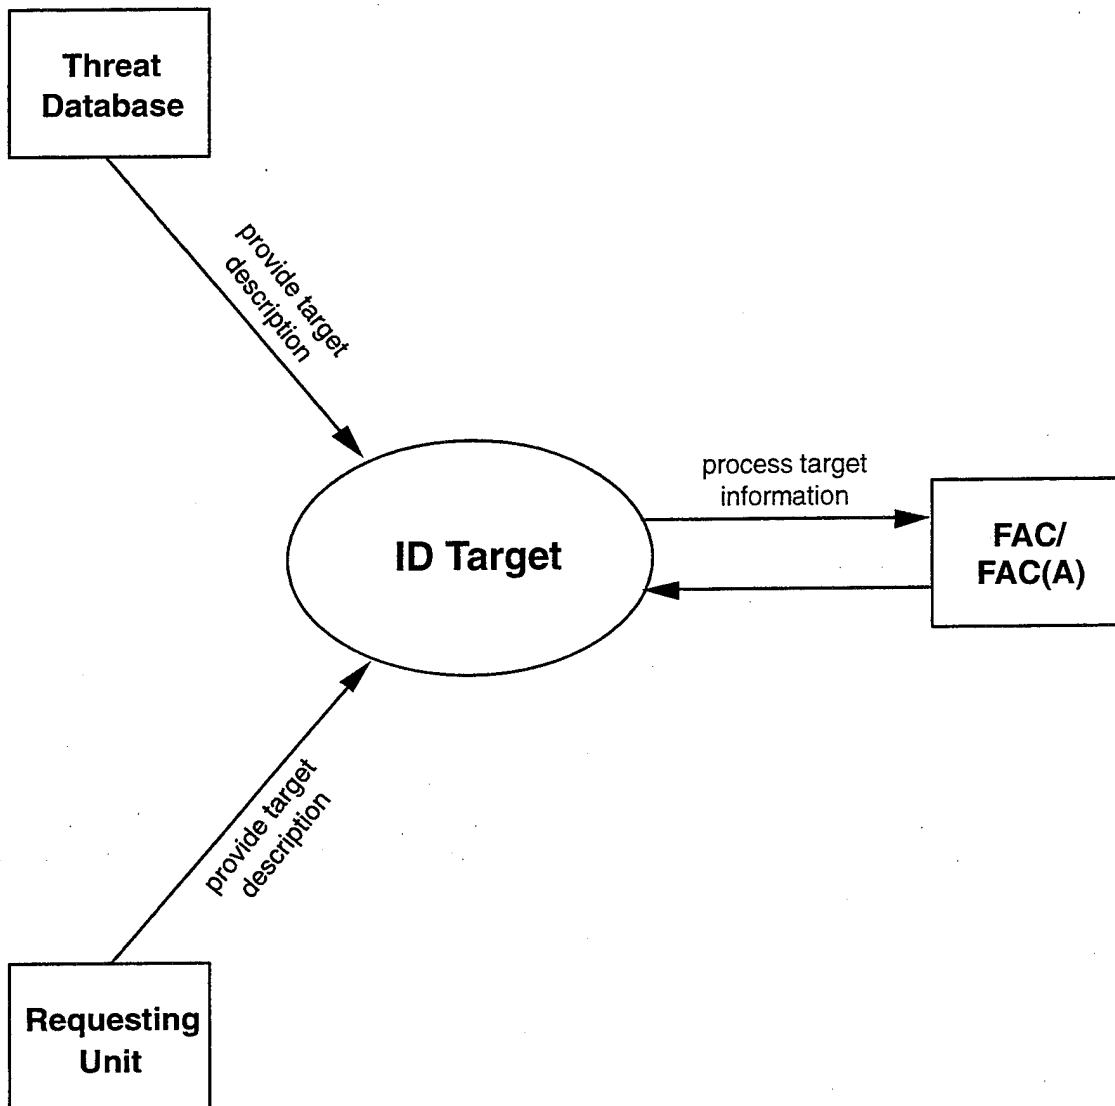 Threat
Database
provide target
description
process target
information
ID Target
FAC/
FAC(A)
provide target
description
Requesting
Unit